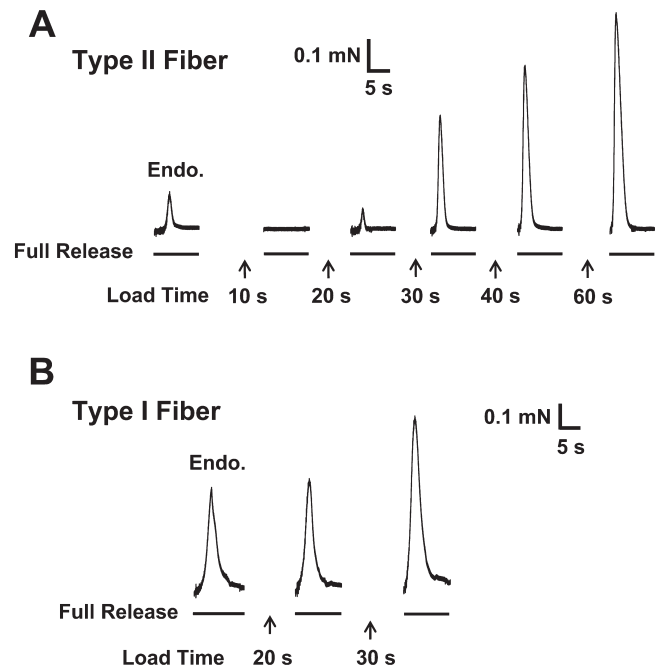 A
Type II Fiber
0.1 mN
5 s
Endo.
Full Release
Load Time 10 s 20 s 30 s 40 s 60 s
B
Type I Fiber
0.1 mN
5 s
Endo.
Full Release
Load Time 20 s 30 s